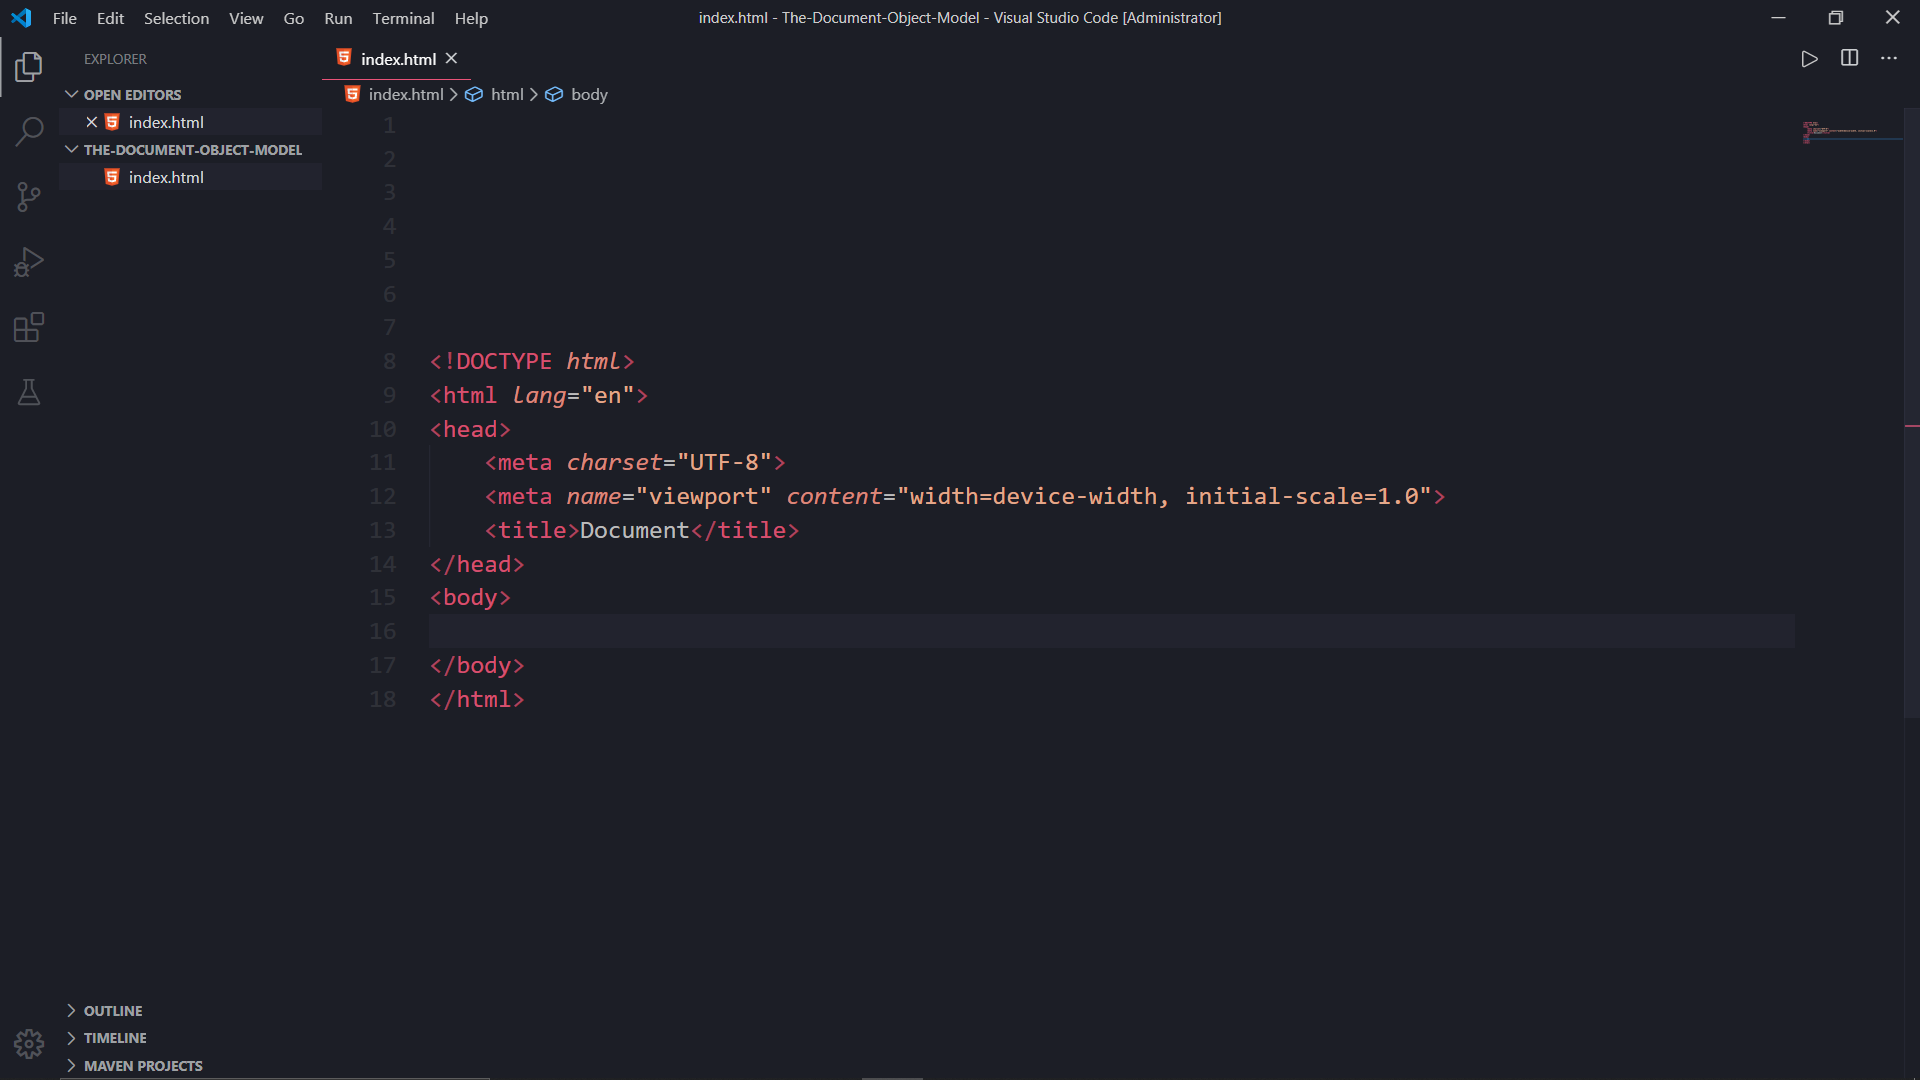 File Edit Selection View Go Run Terminal Help
index.html - The-Document-Object-Model - Visual Studio Code [Administrator]
EXPLORER
OPEN EDITORS
index.html
THE-DOCUMENT-OBJECT-MODEL
index.html
OUTLINE
TIMELINE
MAVEN PROJECTS
index.html
index.html > html > body
1
2
3
4
5
6
7
8 <!DOCTYPE html>
9 <html lang="en">
10 <head>
11     <meta charset="UTF-8">
12     <meta name="viewport" content="width=device-width, initial-scale=1.0">
13     <title>Document</title>
14 </head>
15 <body>
16
17 </body>
18 </html>